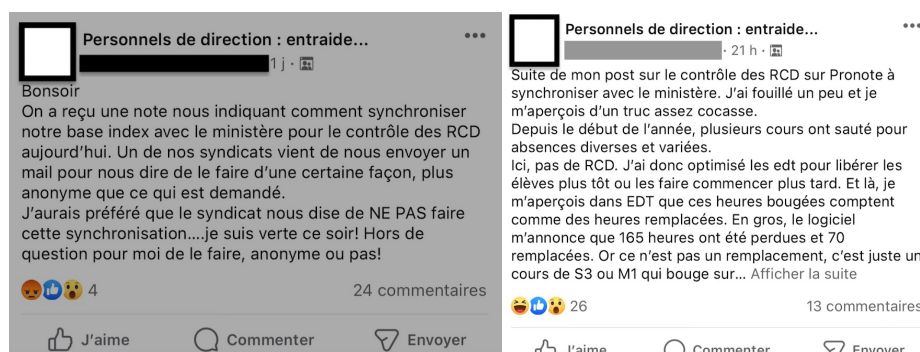 Personnels de direction : entraide...
1 j
Bonsoir
On a reçu une note nous indiquant comment synchroniser
notre base index avec le ministère pour le contrôle des RCD
aujourd'hui. Un de nos syndicats vient de nous envoyer un
mail pour nous dire de le faire d'une certaine façon, plus
anonyme que ce qui est demandé.
J'aurais préféré que le syndicat nous dise de NE PAS faire
cette synchronisation....je suis verte ce soir! Hors de
question pour moi de le faire, anonyme ou pas!
4
24 commentaires
J'aime
Commenter
Envoyer
Personnels de direction : entraide...
· 21 h ·
Suite de mon post sur le contrôle des RCD sur Pronote à
synchroniser avec le ministère. J'ai fouillé un peu et je
m'aperçois d'un truc assez cocasse.
Depuis le début de l'année, plusieurs cours ont sauté pour
absences diverses et variées.
Ici, pas de RCD. J'ai donc optimisé les edt pour libérer les
élèves plus tôt ou les faire commencer plus tard. Et là, je
m'aperçois dans EDT que ces heures bougées comptent
comme des heures remplacées. En gros, le logiciel
m'annonce que 165 heures ont été perdues et 70
remplacées. Or ce n'est pas un remplacement, c'est juste un
cours de S3 ou M1 qui bouge sur... Afficher la suite
26
13 commentaires
J'aime
Commenter
Envoyer